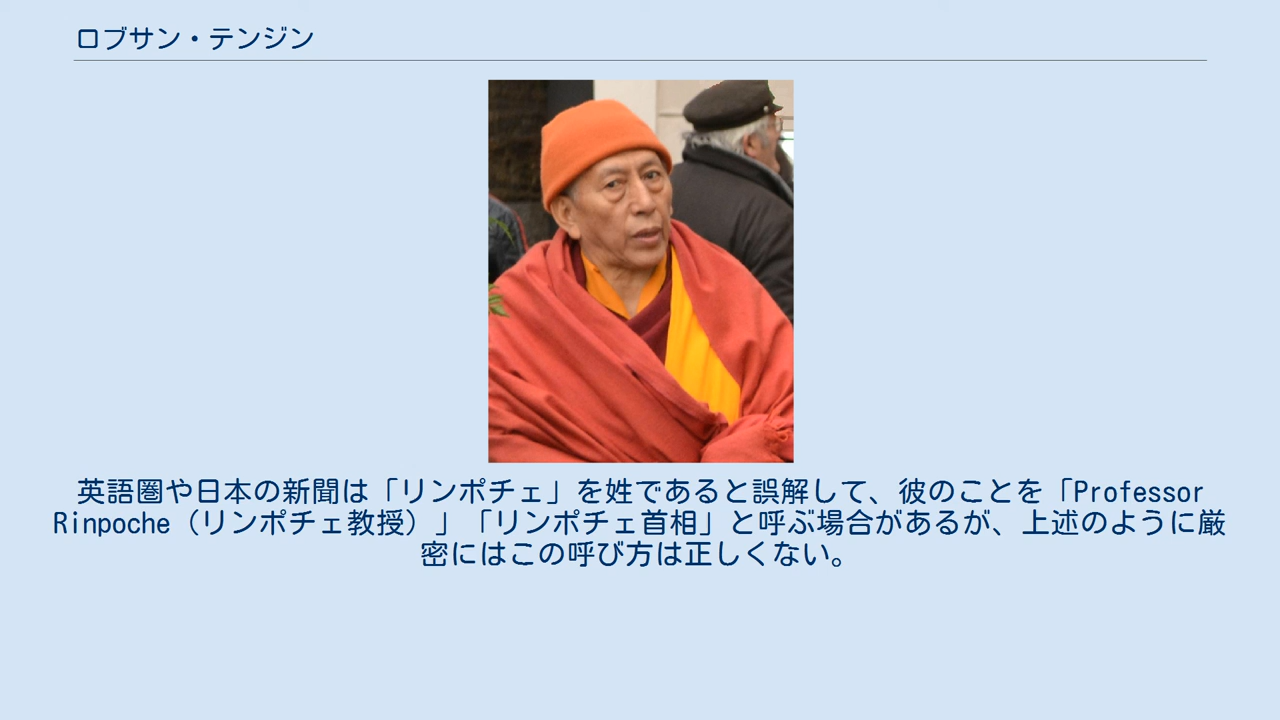 ロブサン・テンジン
英語圏や日本の新聞は「リンポチェ」を姓であると誤解して、彼のことを「Professor
Rinpoche（リンポチェ教授）」「リンポチェ首相」と呼ぶ場合があるが、上述のように厳
密にはこの呼び方は正しくない。